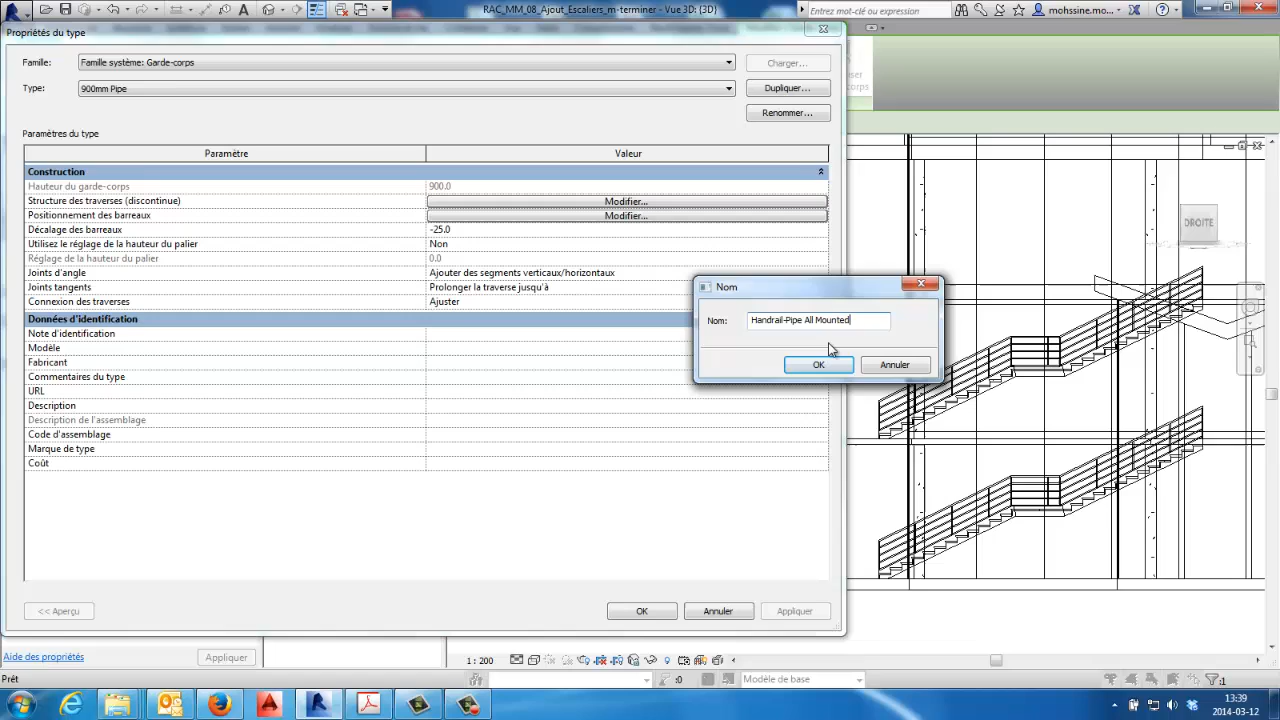 RAC_MM_08_Ajout_Escaliers_m-terminer - Vue 3D: {3D}
Entrez mot-clé ou expression
mohssine.mo...
Propriétés du type
Famille:
Famille système: Garde-corps
Charger...
Type:
900mm Pipe
Dupliquer...
Renommer...
Paramètres du type
Paramètre
Valeur
Construction
Hauteur du garde-corps
900.0
Structure des traverses (discontinue)
Modifier...
Positionnement des barreaux
Modifier...
Décalage des barreaux
-25.0
Utilisez le réglage de la hauteur du palier
Non
Réglage de la hauteur du palier
0.0
Joints d'angle
Ajouter des segments verticaux/horizontaux
Joints tangents
Prolonger la traverse jusqu'à
Connexion des traverses
Ajuster
Données d'identification
Note d'identification
Modèle
Fabricant
Commentaires du type
URL
Description
Description de l'assemblage
Code d'assemblage
Marque de type
Coût
Nom
Nom:
Handrail-Pipe All Mounted
OK
Annuler
DROITE
<< Aperçu
OK
Annuler
Appliquer
Aide des propriétés
Appliquer
1 : 200
Prêt
:0
Modèle de base
:1
13:39
2014-03-12